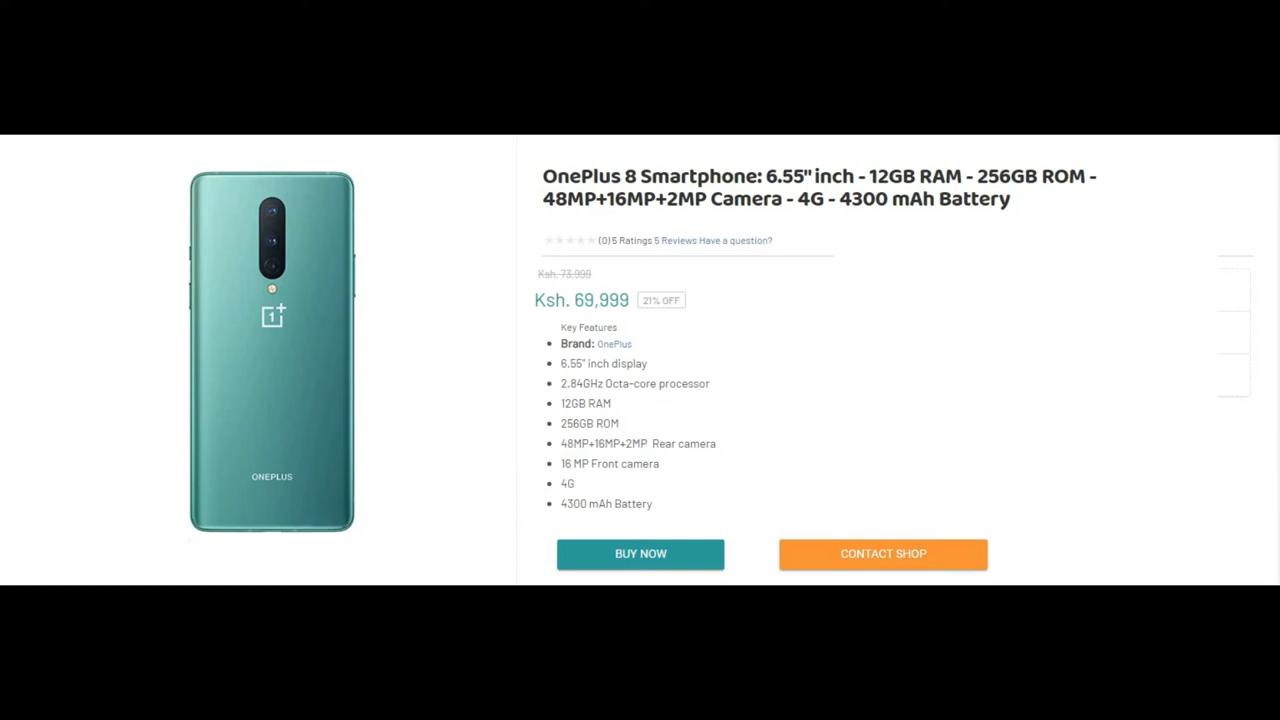 OnePlus 8 Smartphone: 6.55" inch - 12GB RAM - 256GB ROM -
48MP+16MP+2MP Camera - 4G - 4300 mAh Battery
(0) 5 Ratings 5 Reviews Have a question?
Ksh. 73,999
Ksh. 69,999 21% OFF
Key Features
Brand: OnePlus
6.55" inch display
2.84GHz Octa-core processor
12GB RAM
256GB ROM
48MP+16MP+2MP Rear camera
16 MP Front camera
4G
4300 mAh Battery
BUY NOW CONTACT SHOP
1+
ONEPLUS